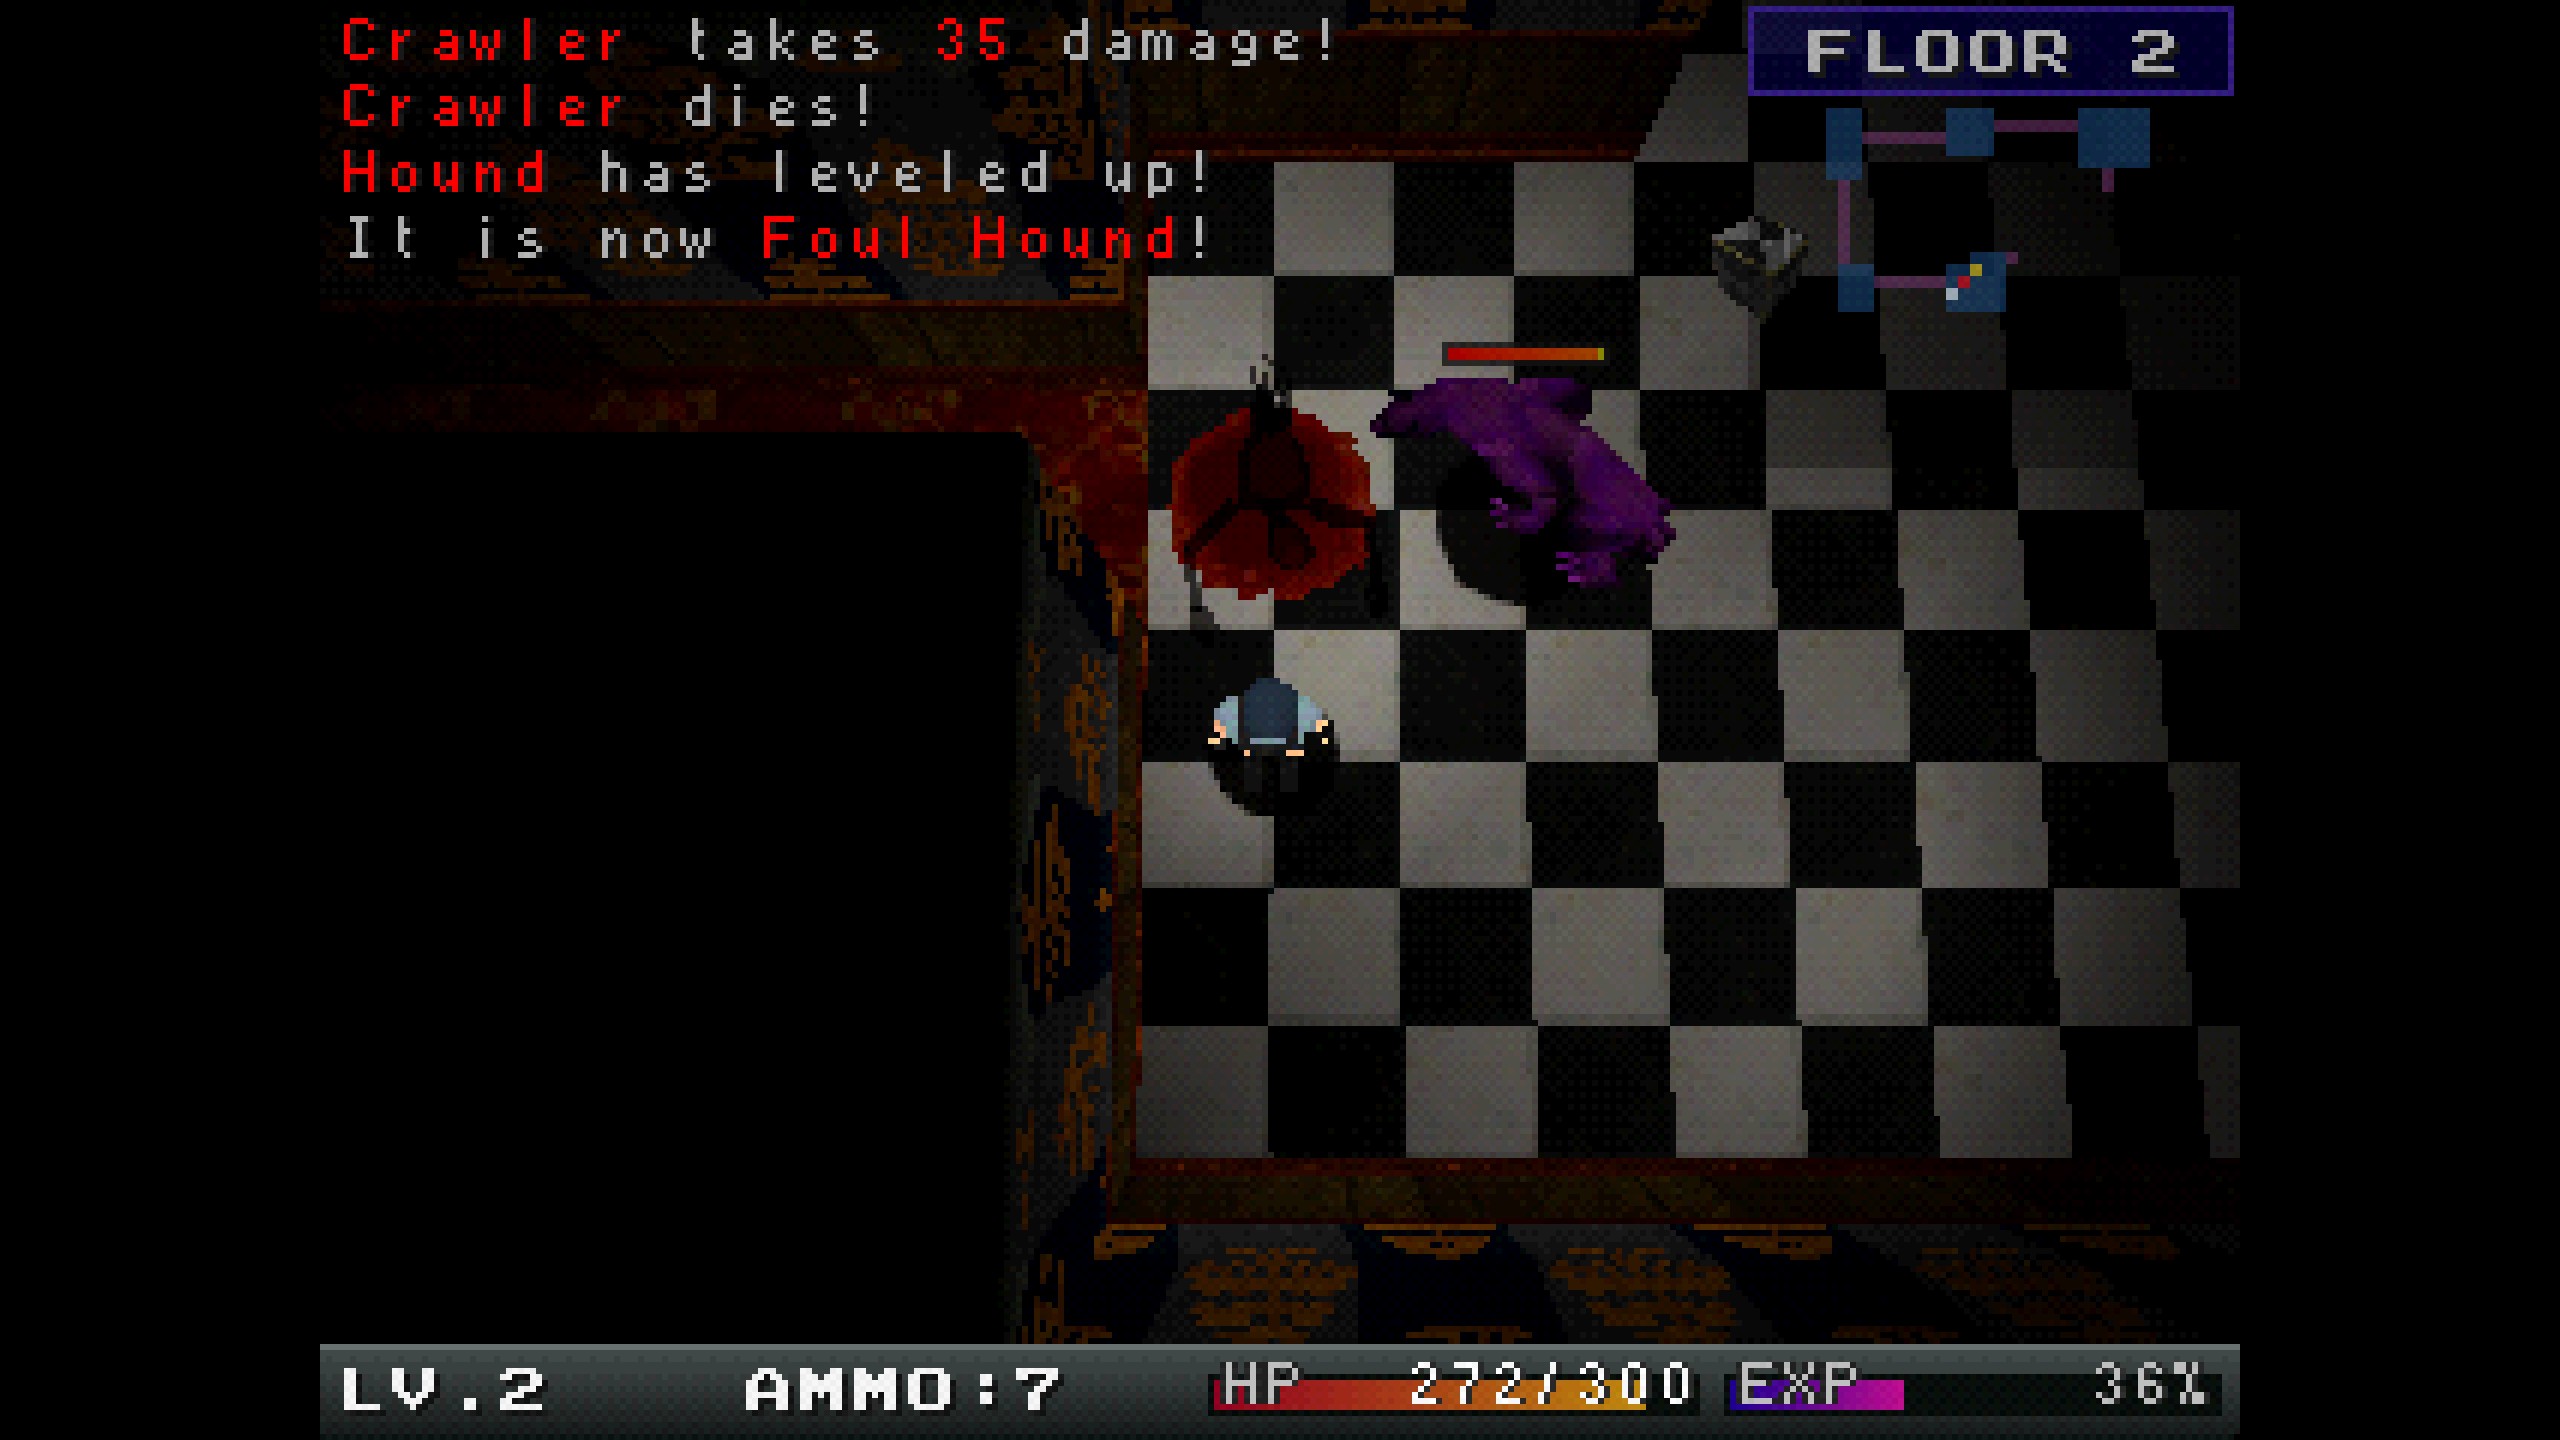 Crawler takes 35 damage!
Crawler dies!
Hound has leveled up!
It is now Foul Hound!
FLOOR 2
LV.2 AMMO:7 HP 272/300 EXP 36%